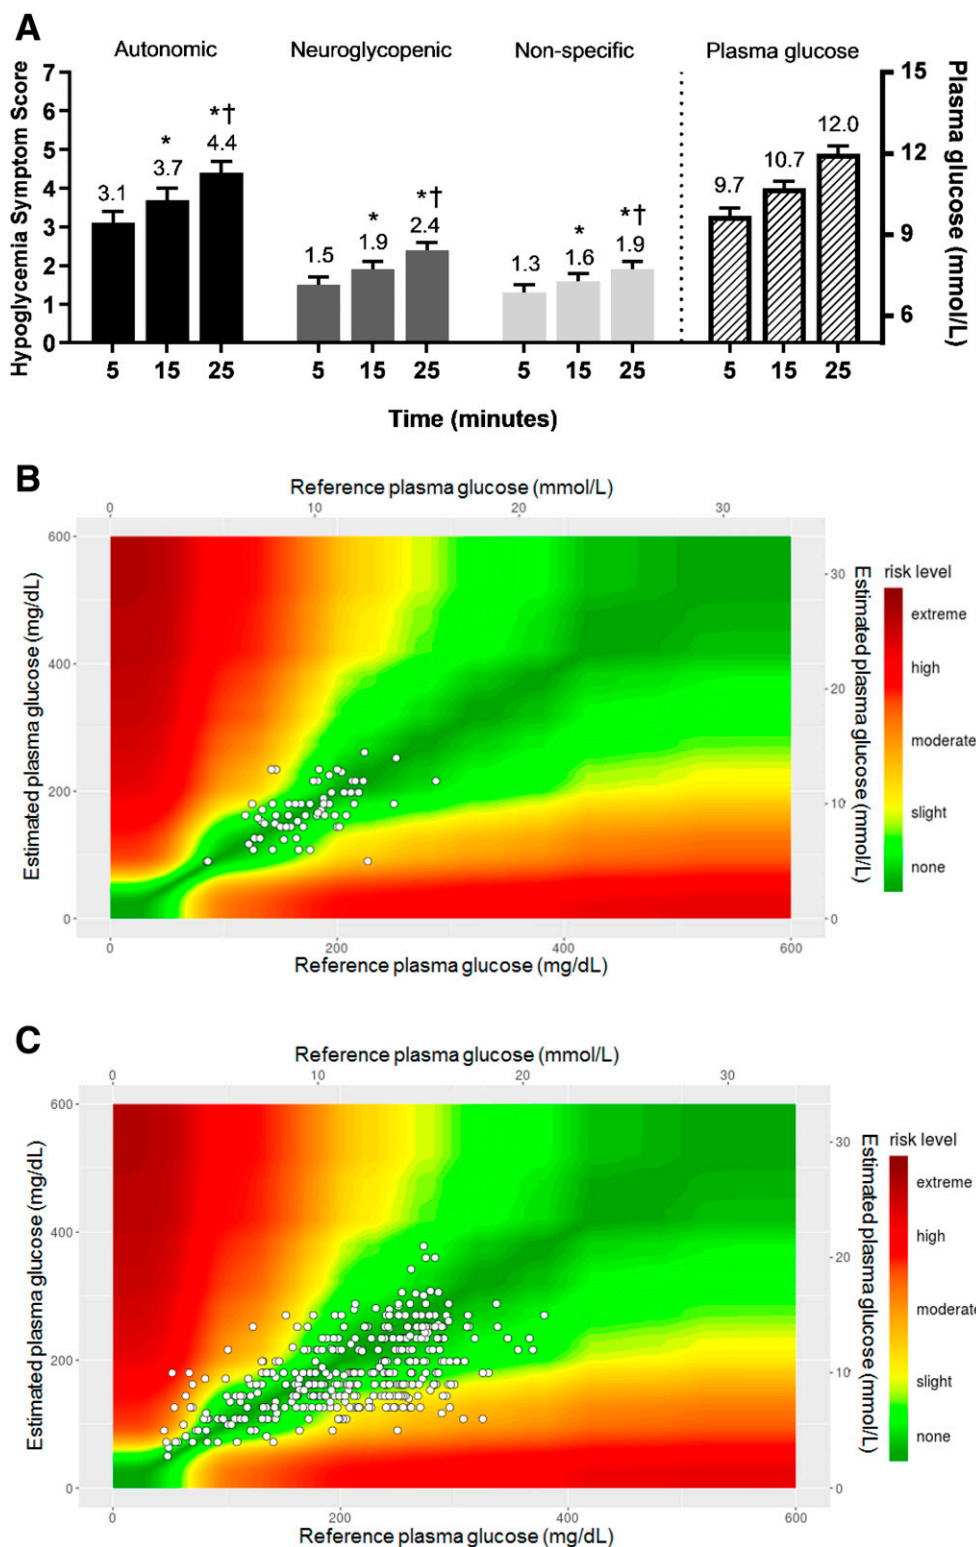 A
Autonomic Neuroglycopenic Non-specific Plasma glucose
Hypoglycemia Symptom Score
7
6
5
4
3
2
1
0
3.1
*
3.7
*†
4.4
1.5
*
1.9
*†
2.4
1.3
*
1.6
*†
1.9
9.7
10.7
12.0
15
12
9
6
Plasma glucose (mmol/L)
5 15 25 5 15 25 5 15 25 5 15 25
Time (minutes)
B
Reference plasma glucose (mmol/L)
0 10 20 30
Estimated plasma glucose (mg/dL)
600
400
200
0
30
20
10
0
Estimated plasma glucose (mmol/L)
risk level
extreme
high
moderate
slight
none
0 200 400 600
Reference plasma glucose (mg/dL)
C
Reference plasma glucose (mmol/L)
0 10 20 30
Estimated plasma glucose (mg/dL)
600
400
200
0
30
20
10
0
Estimated plasma glucose (mmol/L)
risk level
extreme
high
moderate
slight
none
0 200 400 600
Reference plasma glucose (mg/dL)